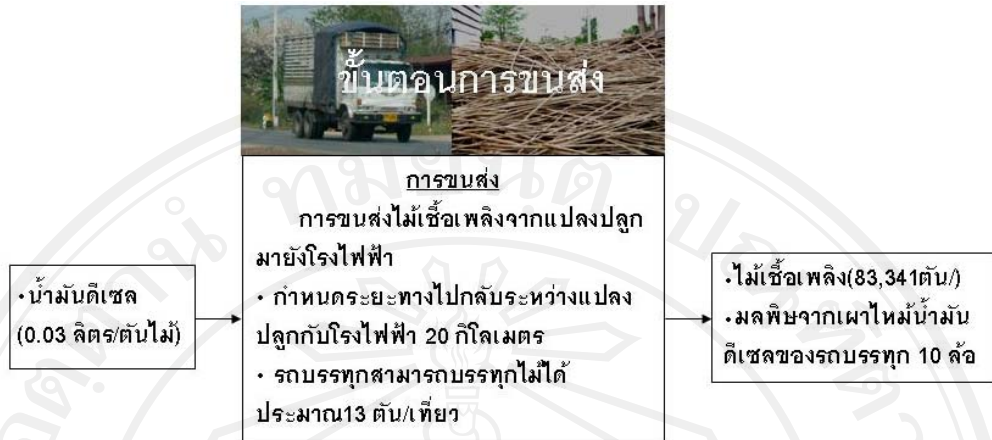 ขั้นตอนการขนส่ง
การขนส่ง
การขนส่งไม้เชื้อเพลิงจากแปลงปลูก
มายังโรงไฟฟ้า
• กำหนดระยะทางไปกลับระหว่างแปลง
ปลูกกับโรงไฟฟ้า 20 กิโลเมตร
• รถบรรทุกสามารถบรรทุกไม้ได้
ประมาณ13 ตัน/เที่ยว
•น้ำมันดีเซล
(0.03 ลิตร/ตันไม้)
•ไม้เชื้อเพลิง(83,341ตัน/)
•มลพิษจากเผาไหม้น้ำมัน
ดีเซลของรถบรรทุก 10 ล้อ